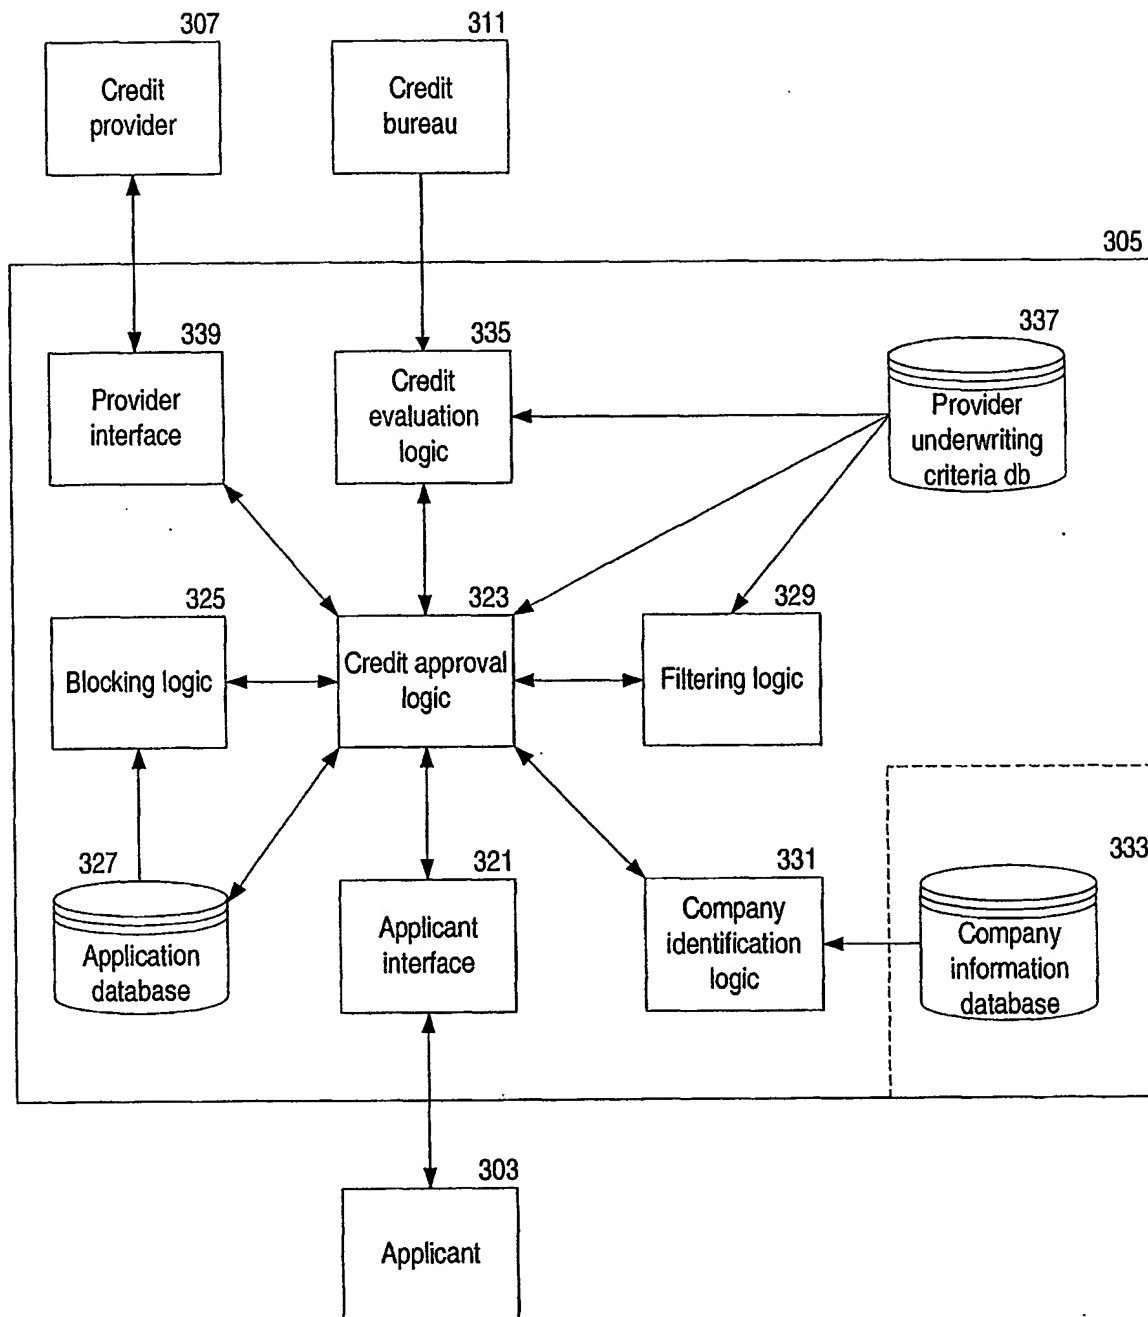 307
311
Credit
provider
Credit
bureau
305
339
335
337
Provider
interface
Credit
evaluation
logic
Provider
underwriting
criteria db
325
323
329
Blocking logic
Credit approval
logic
Filtering logic
327
321
331
333
Application
database
Applicant
interface
Company
identification
logic
Company
information
database
303
Applicant